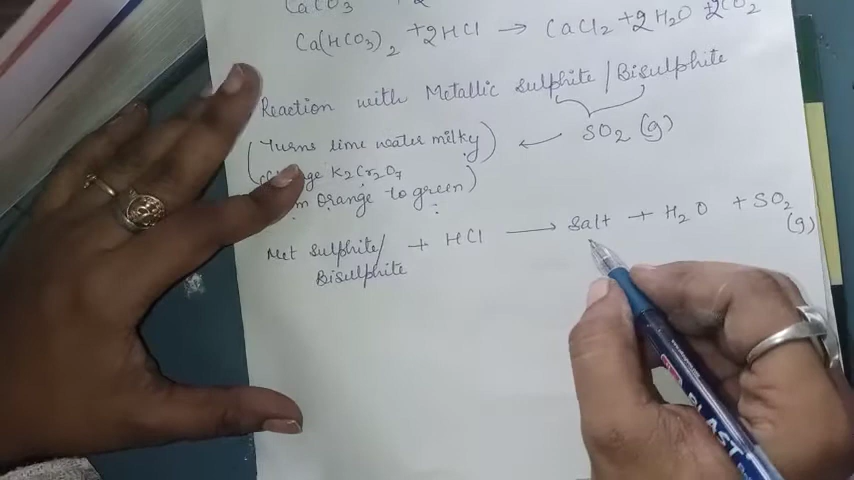 CaCO3 +
Ca(HCO3)2 + 2HCl → CaCl2 + 2H2O + 2CO2
Reaction with Metallic sulphite / Bisulphite
(Turns lime water milky) ← SO2 (g)
K2Cr2O7
Orange to green)
Met Sulphite/ + HCl → Salt + H2O + SO2 (g)
Bisulphite